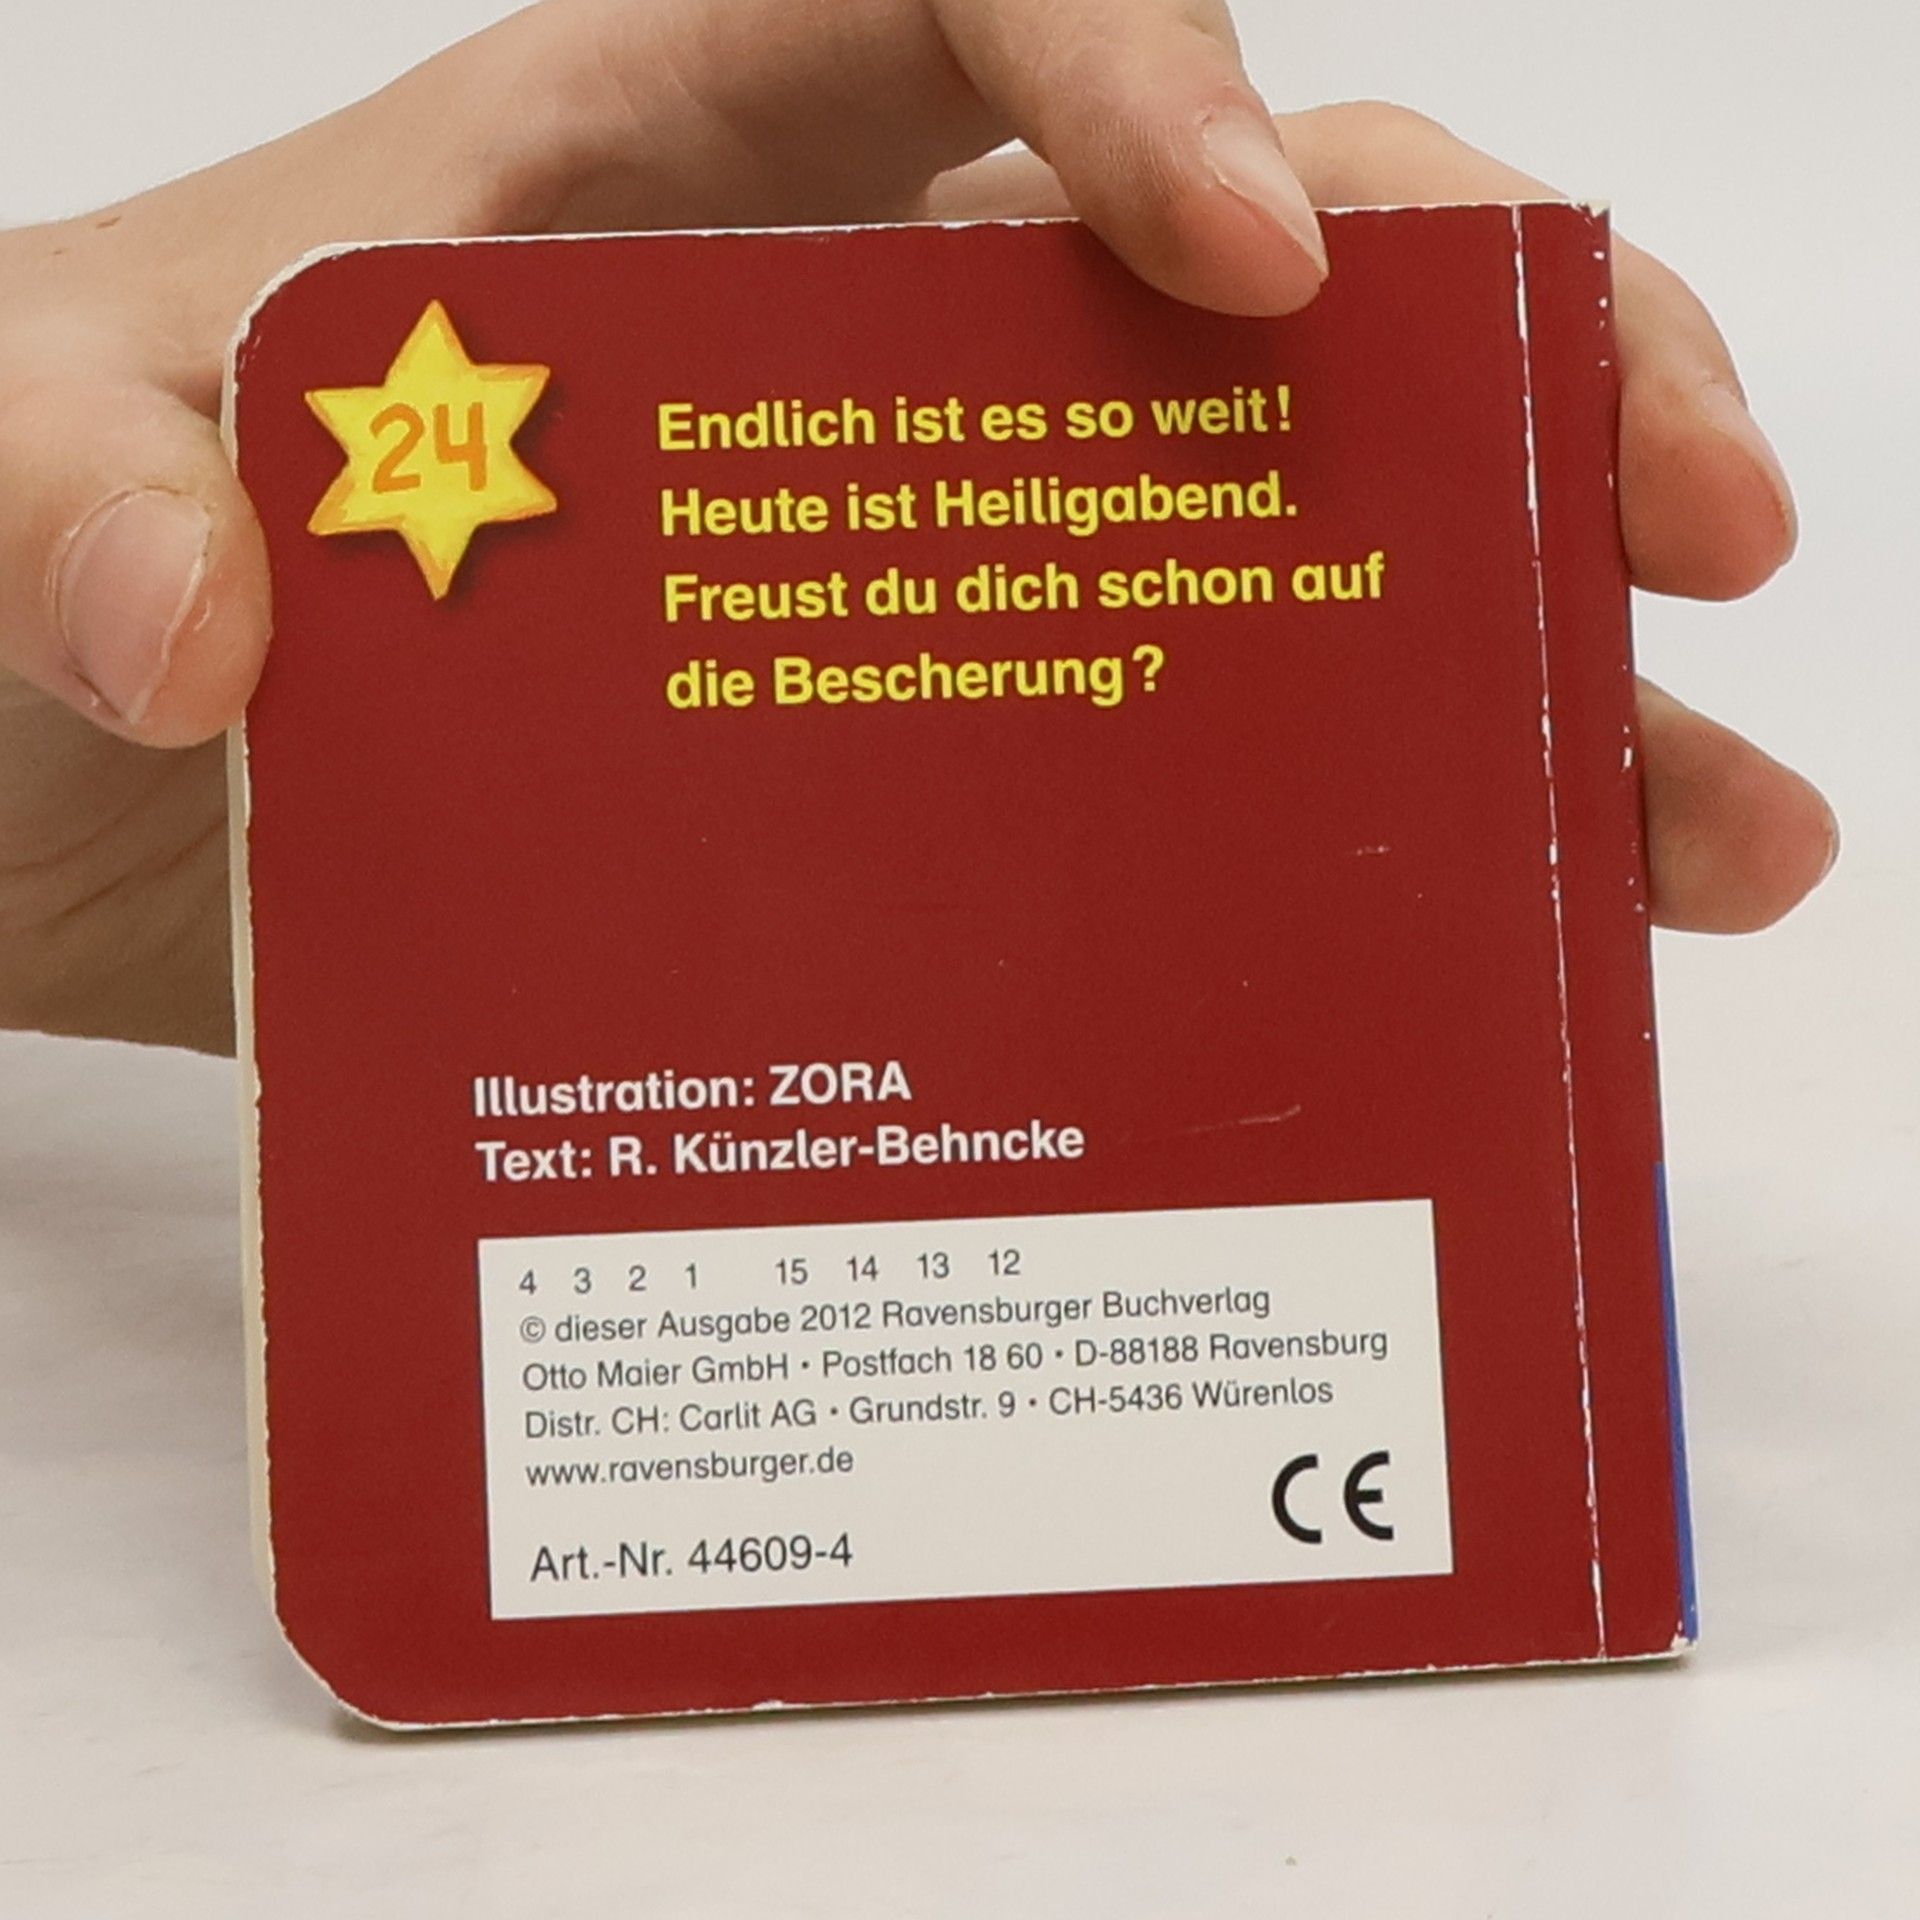 24
Endlich ist es so weit!
Heute ist Heiligabend.
Freust du dich schon auf
die Bescherung?
Illustration: ZORA
Text: R. Künzler-Behncke
4 3 2 1 15 14 13 12
© dieser Ausgabe 2012 Ravensburger Buchverlag
Otto Maier GmbH · Postfach 18 60 · D-88188 Ravensburg
Distr. CH: Carlit AG · Grundstr. 9 · CH-5436 Würenlos
www.ravensburger.de
Art.-Nr. 44609-4
CE